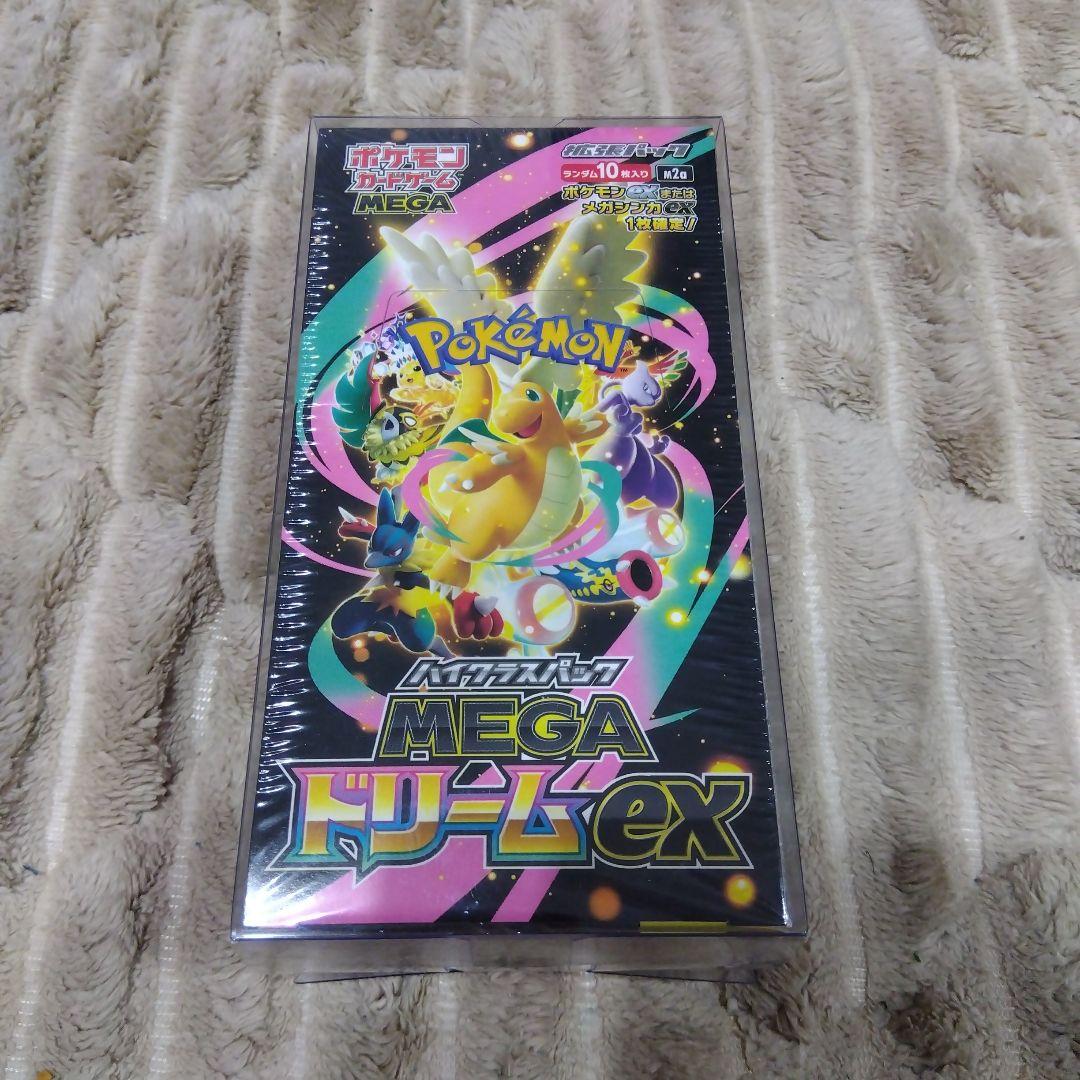 ポケモン
カードゲーム
MEGA
拡張パック
ランダム10枚入り
M2a
ポケモンexまたは
メガシンカex
1枚確定!
POKÉMON
TM
ハイクラスパック
MEGA
ドリームex